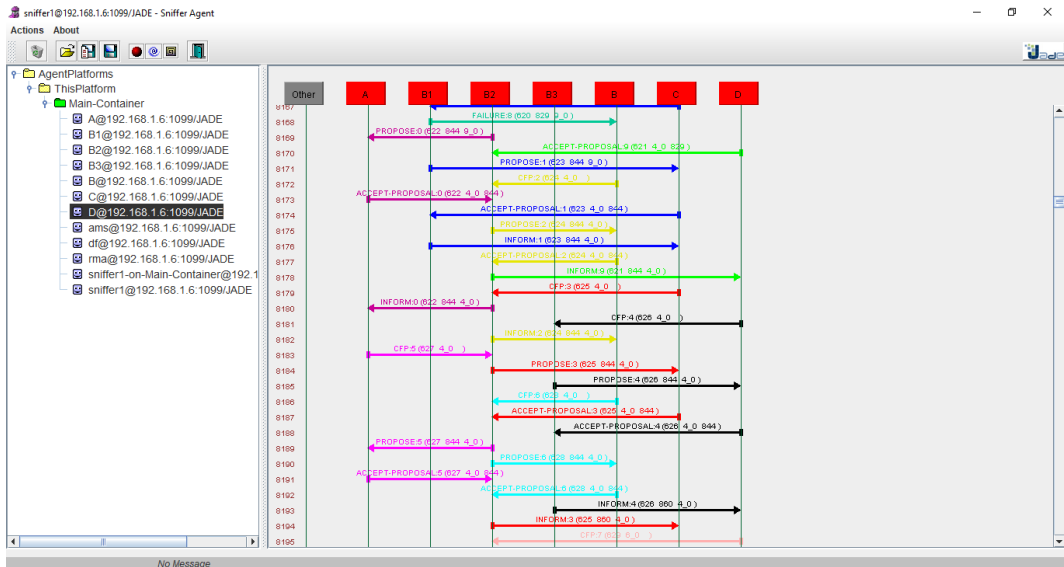 sniffer1@192.168.1.6:1099/JADE - Sniffer Agent
Actions About
Jade
AgentPlatforms
ThisPlatform
Main-Container
A@192.168.1.6:1099/JADE
B1@192.168.1.6:1099/JADE
B2@192.168.1.6:1099/JADE
B3@192.168.1.6:1099/JADE
B@192.168.1.6:1099/JADE
C@192.168.1.6:1099/JADE
D@192.168.1.6:1099/JADE
ams@192.168.1.6:1099/JADE
df@192.168.1.6:1099/JADE
rma@192.168.1.6:1099/JADE
sniffer1-on-Main-Container@192.1
sniffer1@192.168.1.6:1099/JADE
Other A B1 B2 B3 B C D
8167
8168 FAILURE:8 (620 829 9_0 )
8169 PROPOSE:0 (622 844 9_0 )
8170 ACCEPT-PROPOSAL:9 (621 4_0 829)
8171 PROPOSE:1 (623 844 9_0 )
8172 CFP:2 (624 4_0 )
8173 ACCEPT-PROPOSAL:0 (622 4_0 844)
8174 ACCEPT-PROPOSAL:1 (623 4_0 844)
8175 PROPOSE:2 (624 844 4_0 )
8176 INFORM:1 (623 844 4_0 )
8177 ACCEPT-PROPOSAL:2 (624 4_0 844)
8178 INFORM:9 (621 844 4_0 )
8179 CFP:3 (625 4_0 )
8180 INFORM:0 (622 844 4_0 )
8181 CFP:4 (626 4_0 )
8182 INFORM:2 (624 844 4_0 )
8183 CFP:5 (627 4_0 )
8184 PROPOSE:3 (625 844 4_0 )
8185 PROPOSE:4 (626 844 4_0 )
8186 CFP:6 (628 4_0 )
8187 ACCEPT-PROPOSAL:3 (625 4_0 844)
8188 ACCEPT-PROPOSAL:4 (626 4_0 844)
8189 PROPOSE:5 (627 844 4_0 )
8190 PROPOSE:6 (628 844 4_0 )
8191 ACCEPT-PROPOSAL:5 (627 4_0 844)
8192 ACCEPT-PROPOSAL:6 (628 4_0 844)
8193 INFORM:4 (626 860 4_0 )
8194 INFORM:3 (625 860 4_0 )
8195 CFP:7 (629 6_0 )
No Message